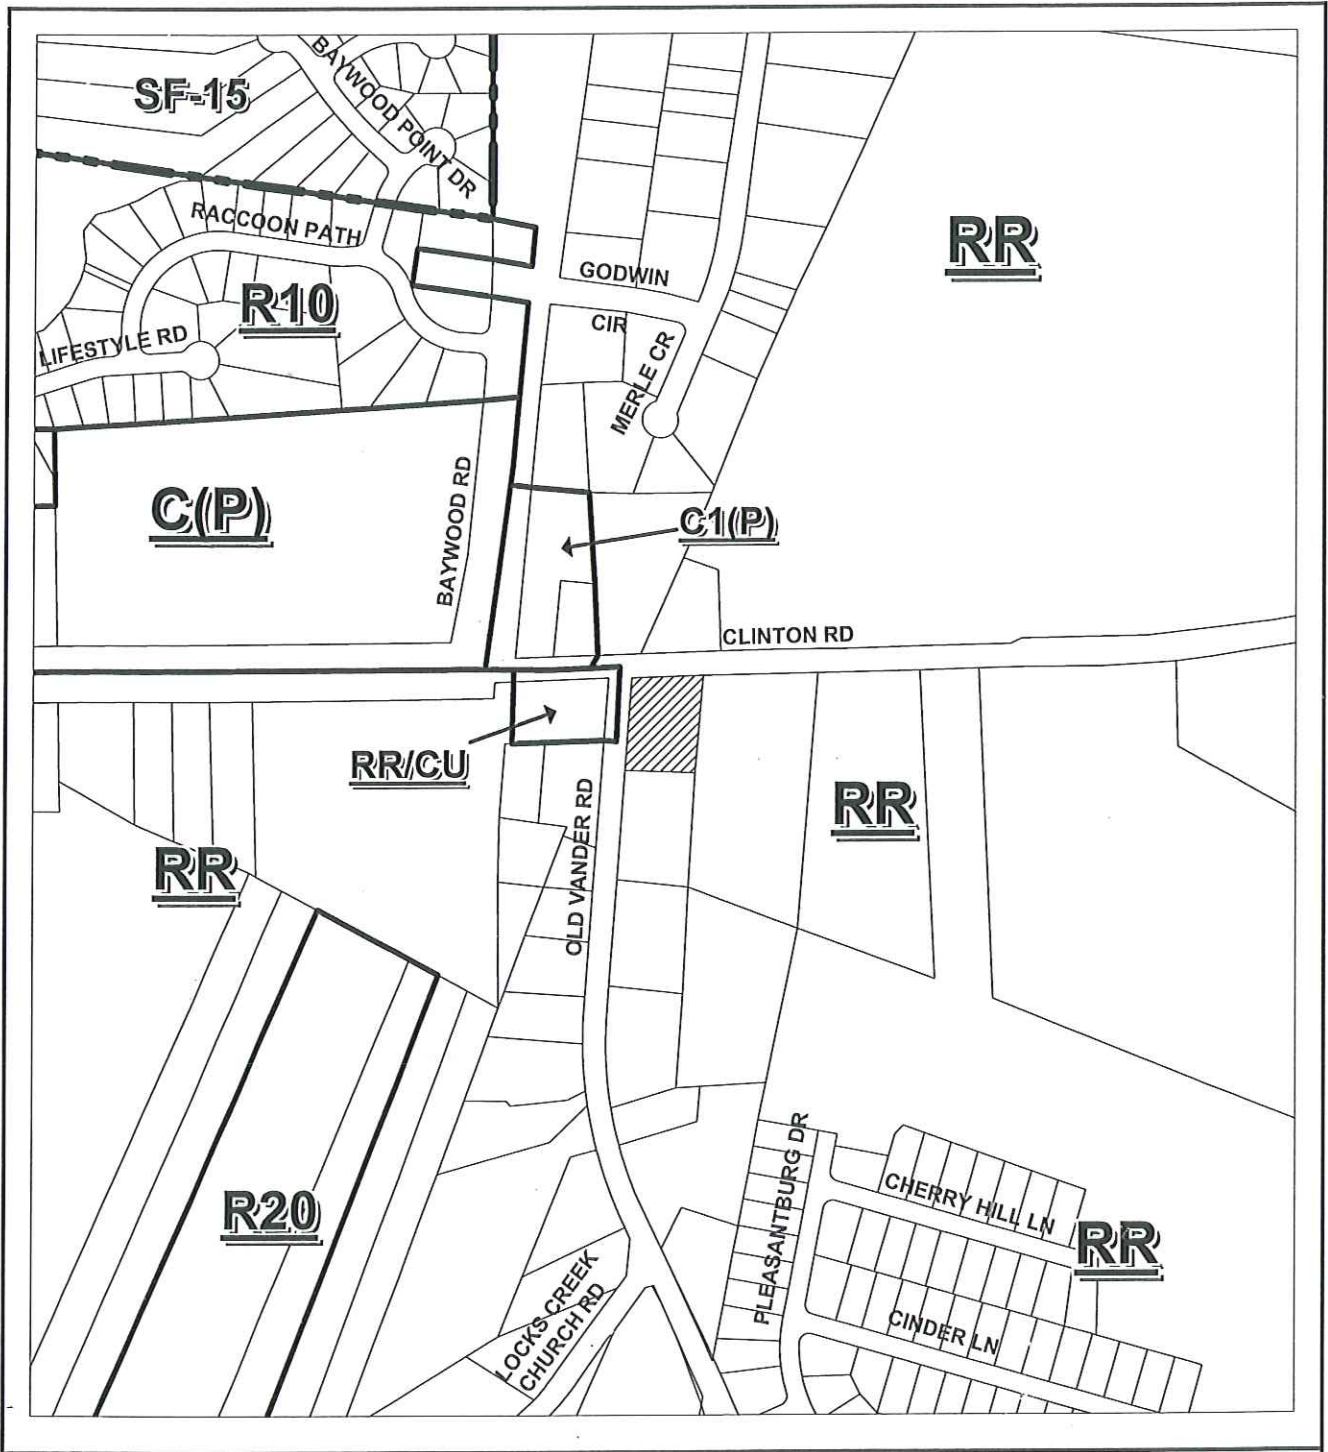 BAYWOOD POINT DR
SF-15
RACCOON PATH
RR
GODWIN
CIR
R10
LIFESTYLE RD
MERLE CR
C(P)
BAYWOOD RD
C1(P)
CLINTON RD
RR/CU
OLD VANDER RD
RR
RR
PLEASANTBURG DR
CHERRY HILL LN
R20
RR
LOCKS CREEK
CHURCH RD
CINDER LN